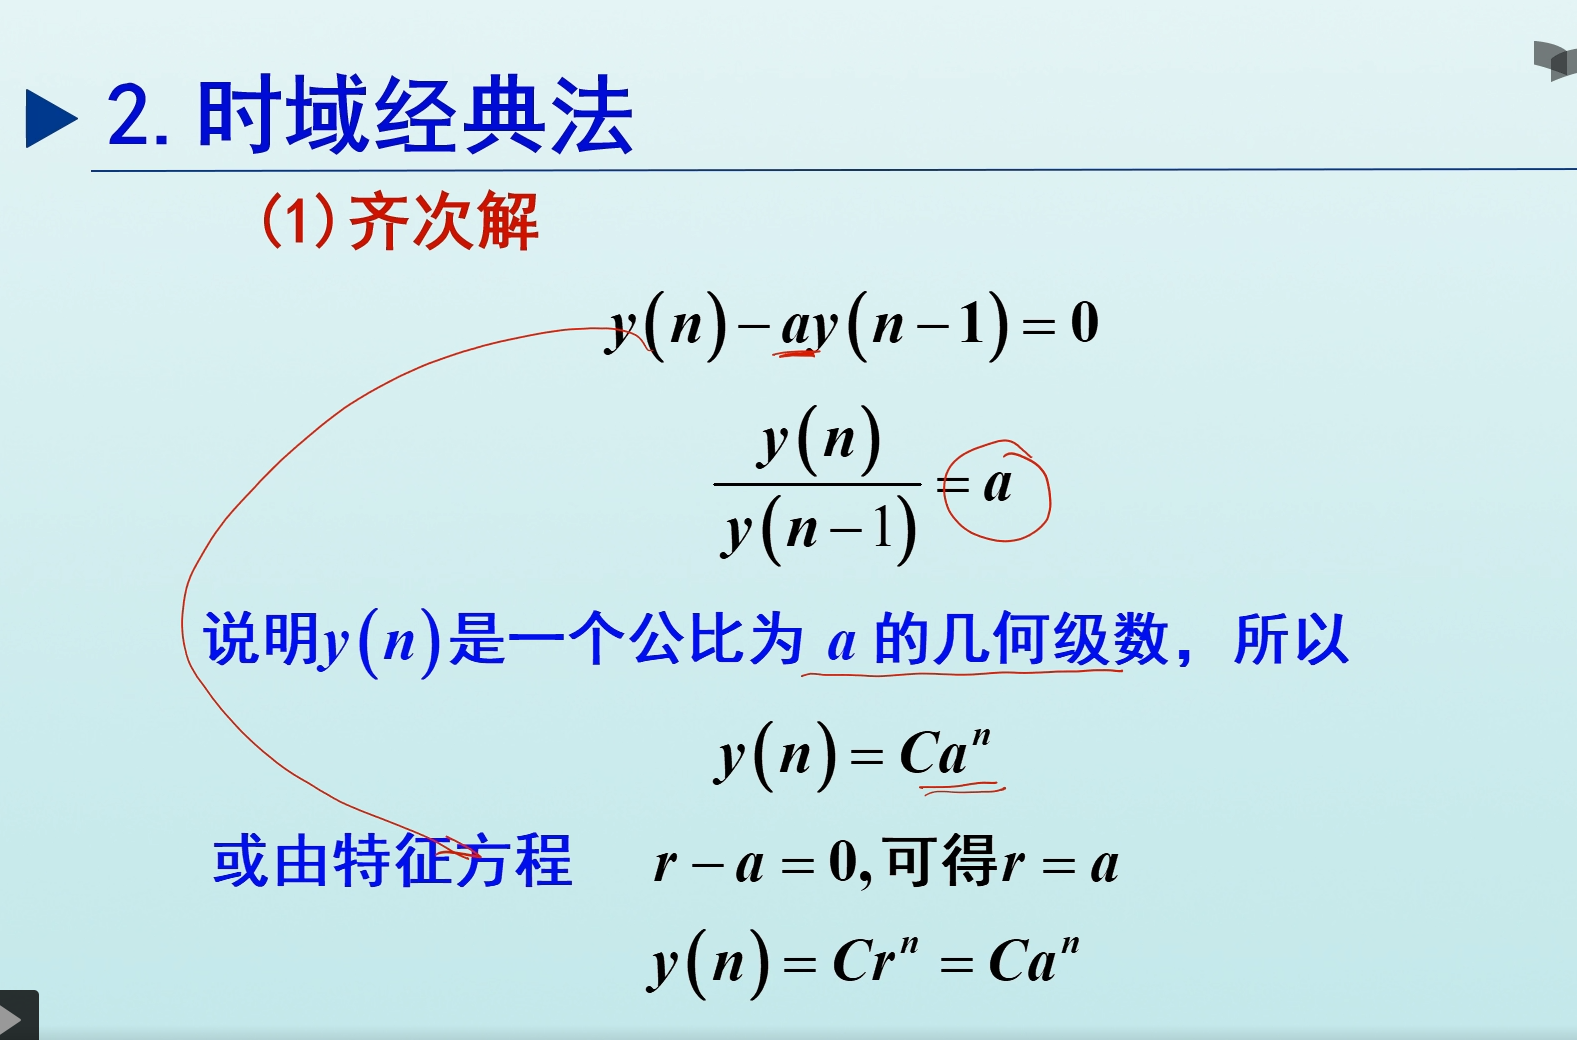 2.时域经典法
(1)齐次解
y(n)-ay(n-1)=0
y(n)
y(n-1)
=a
说明y(n)是一个公比为 a 的几何级数，所以
y(n)=Ca^n
或由特征方程 r-a=0,可得r=a
y(n)=Cr^n=Ca^n